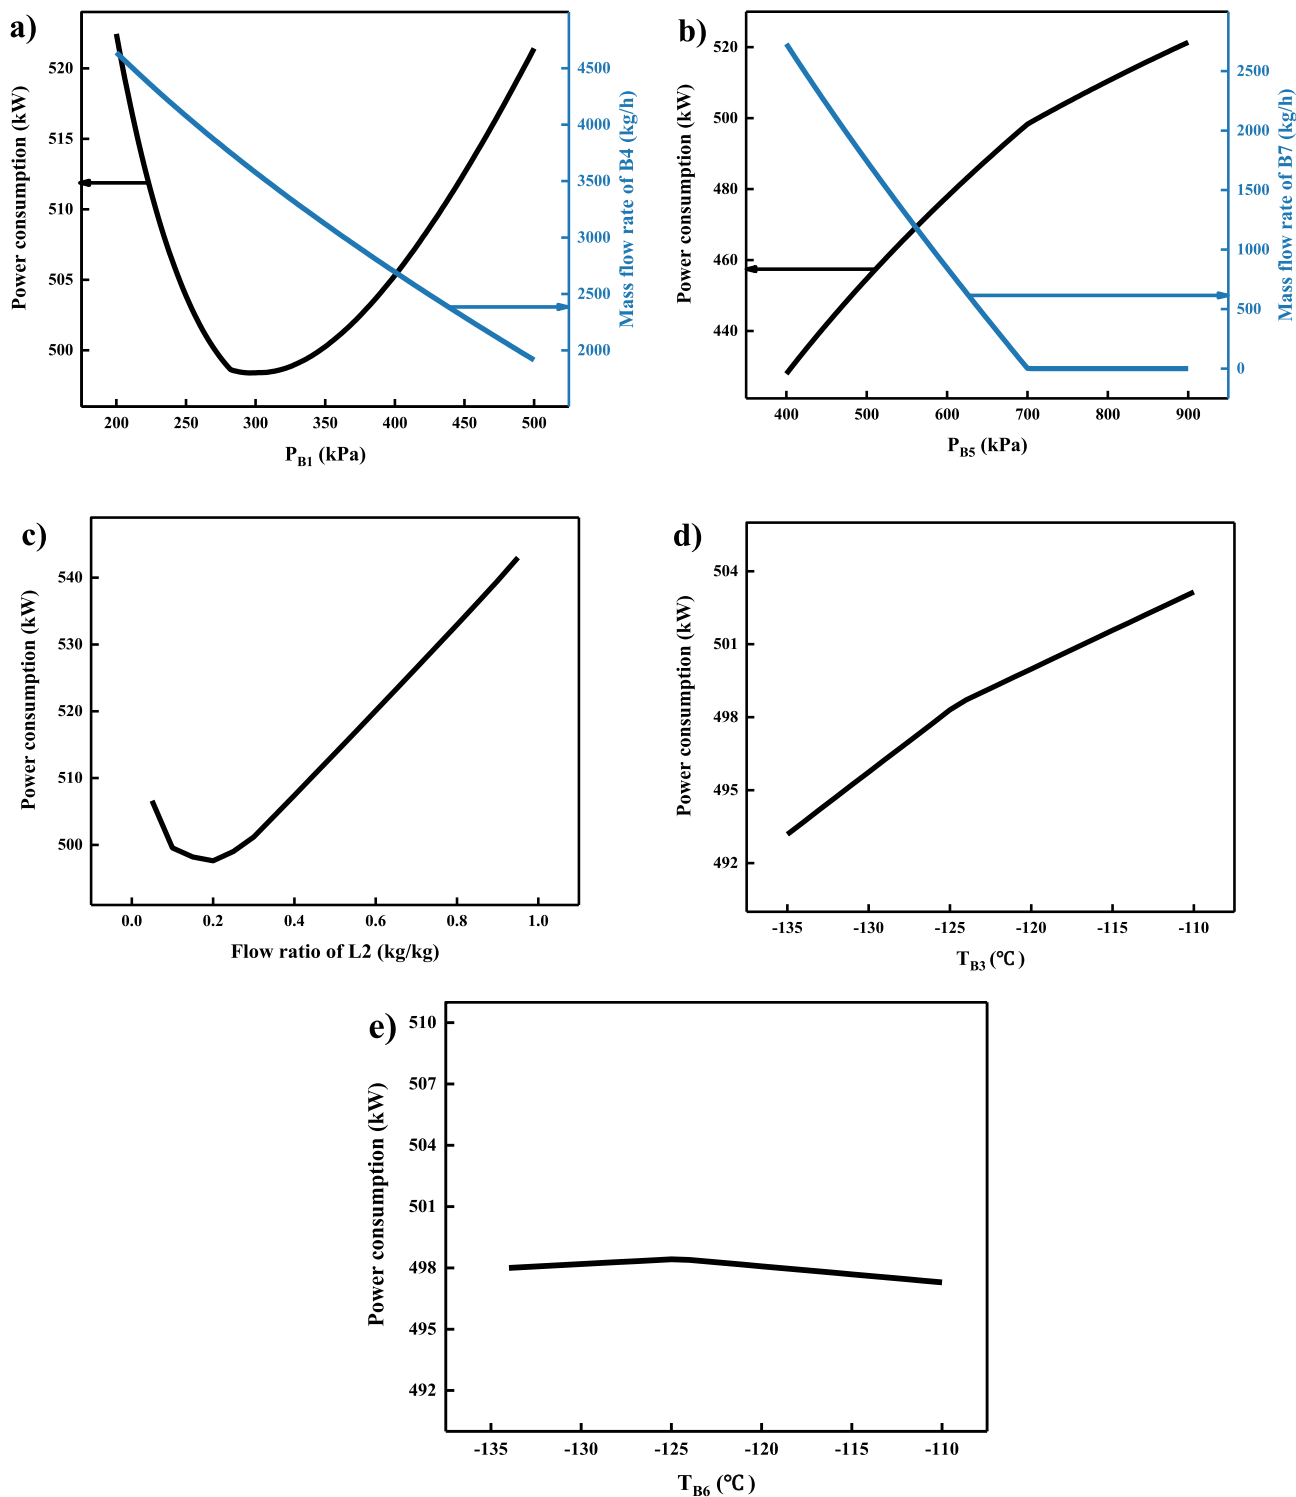 a)
Power consumption (kW)
520
515
510
505
500
200 250 300 350 400 450 500
P_B1 (kPa)
4500
4000
3500
3000
2500
2000
Mass flow rate of B4 (kg/h)
b)
Power consumption (kW)
520
500
480
460
440
400 500 600 700 800 900
P_B5 (kPa)
2500
2000
1500
1000
500
0
Mass flow rate of B7 (kg/h)
c)
Power consumption (kW)
540
530
520
510
500
0.0 0.2 0.4 0.6 0.8 1.0
Flow ratio of L2 (kg/kg)
d)
Power consumption (kW)
504
501
498
495
492
-135 -130 -125 -120 -115 -110
T_B3 (℃)
e)
Power consumption (kW)
510
507
504
501
498
495
492
-135 -130 -125 -120 -115 -110
T_B6 (℃)